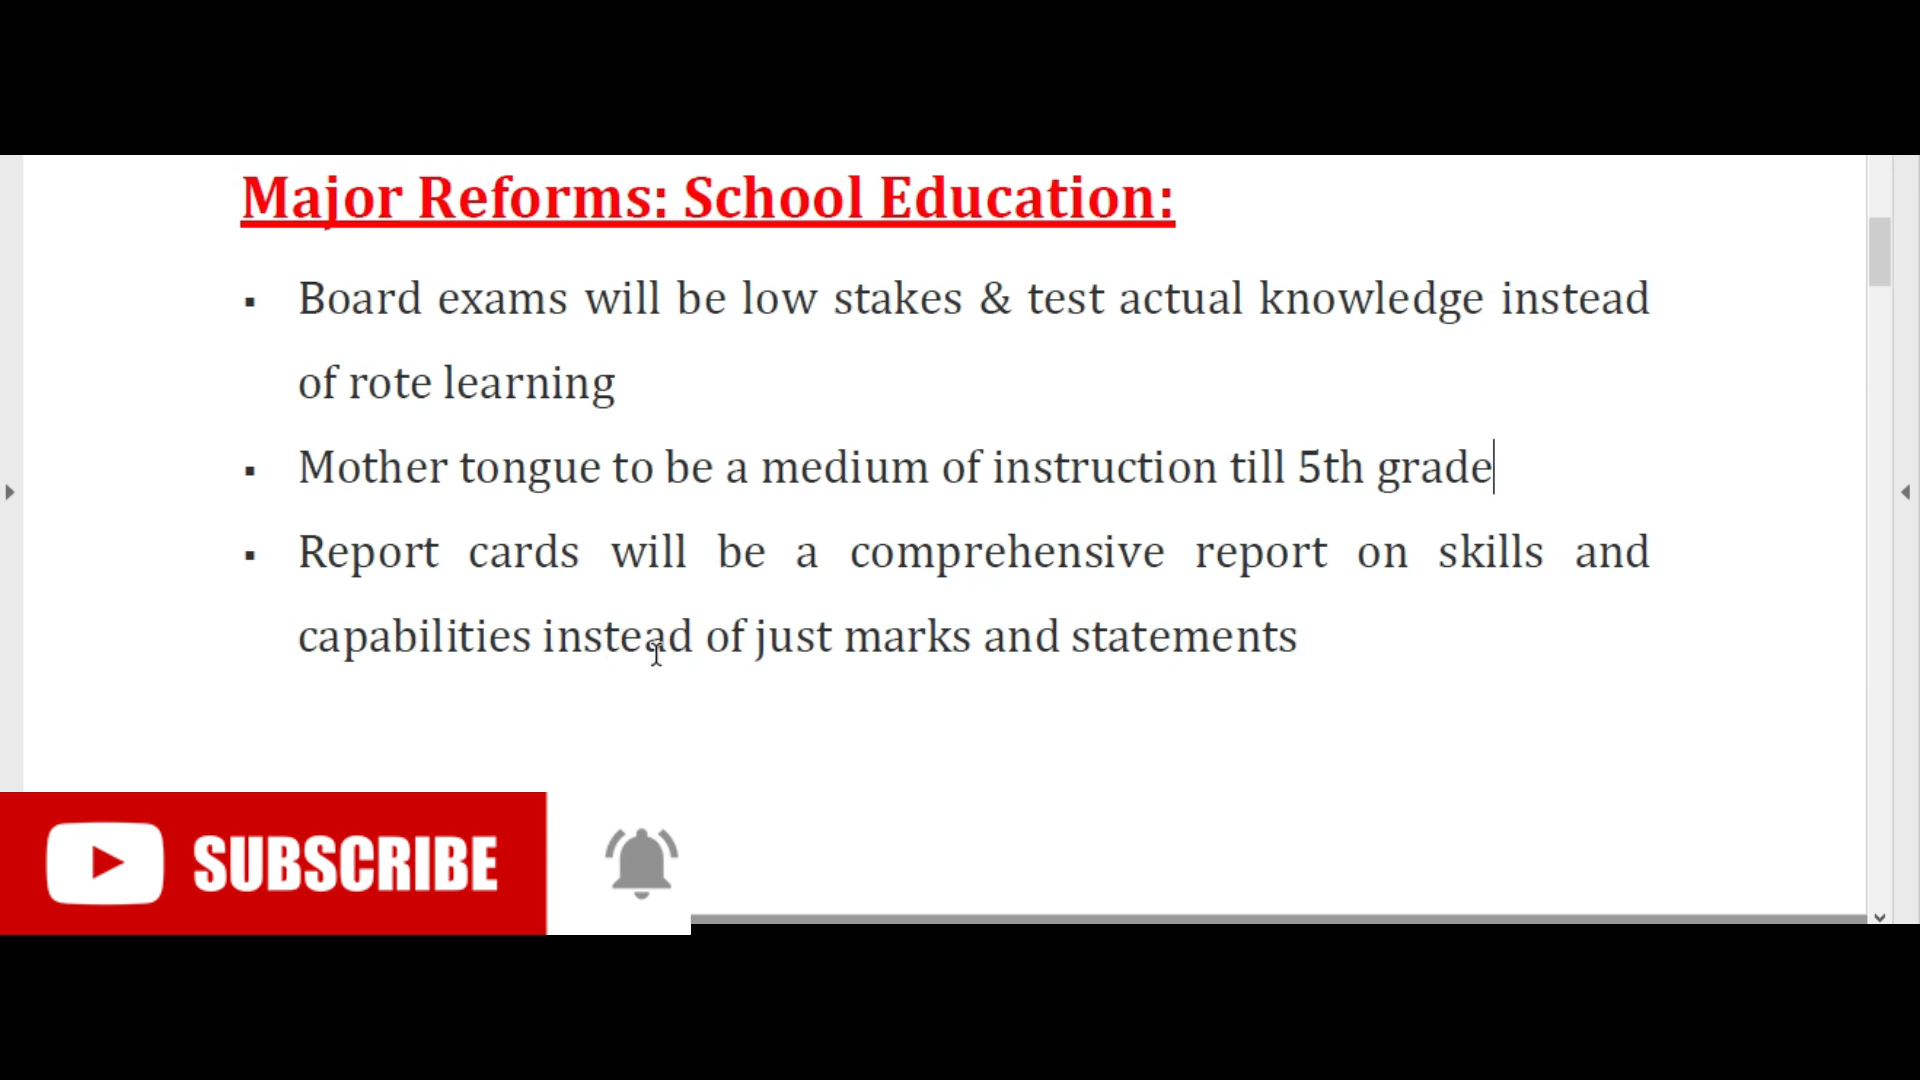 Major Reforms: School Education:
▪ Board exams will be low stakes & test actual knowledge instead
of rote learning
▪ Mother tongue to be a medium of instruction till 5th grade
▪ Report cards will be a comprehensive report on skills and
capabilities instead of just marks and statements
SUBSCRIBE